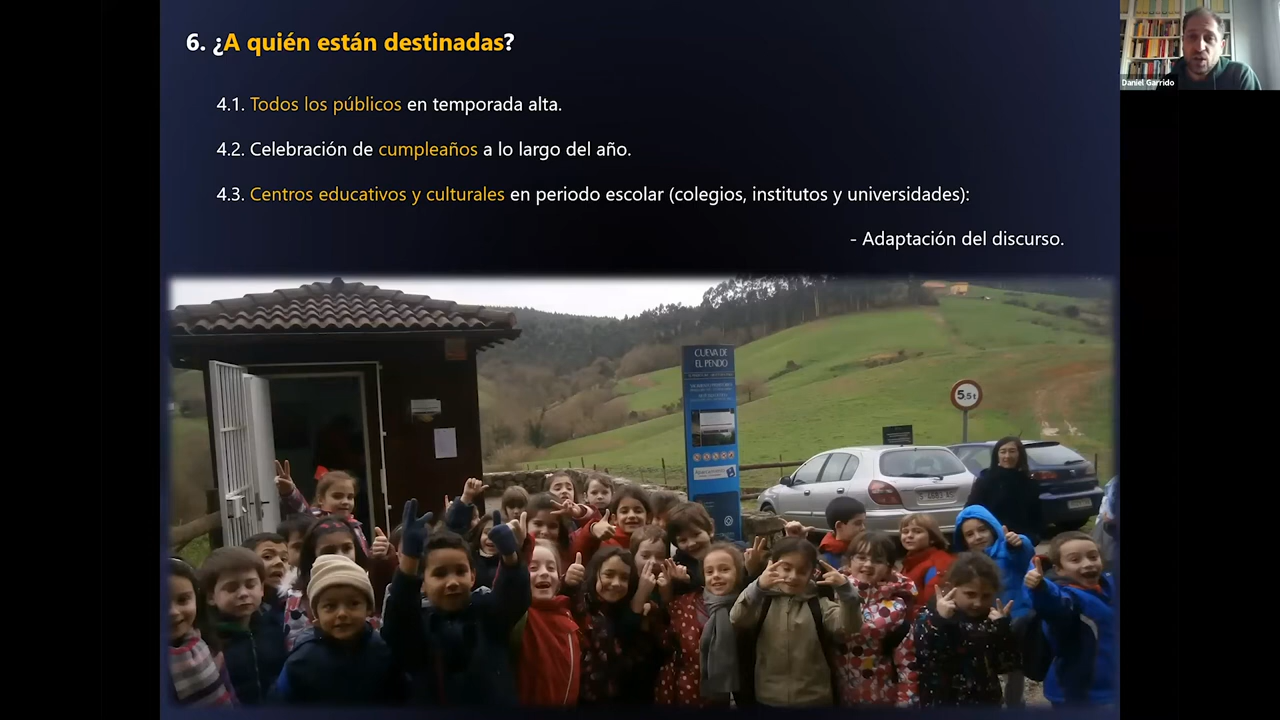 6. ¿A quién están destinadas?
Daniel Garrido
4.1. Todos los públicos en temporada alta.
4.2. Celebración de cumpleaños a lo largo del año.
4.3. Centros educativos y culturales en periodo escolar (colegios, institutos y universidades):
- Adaptación del discurso.
CUEVA DE
EL PENDO
5,5t